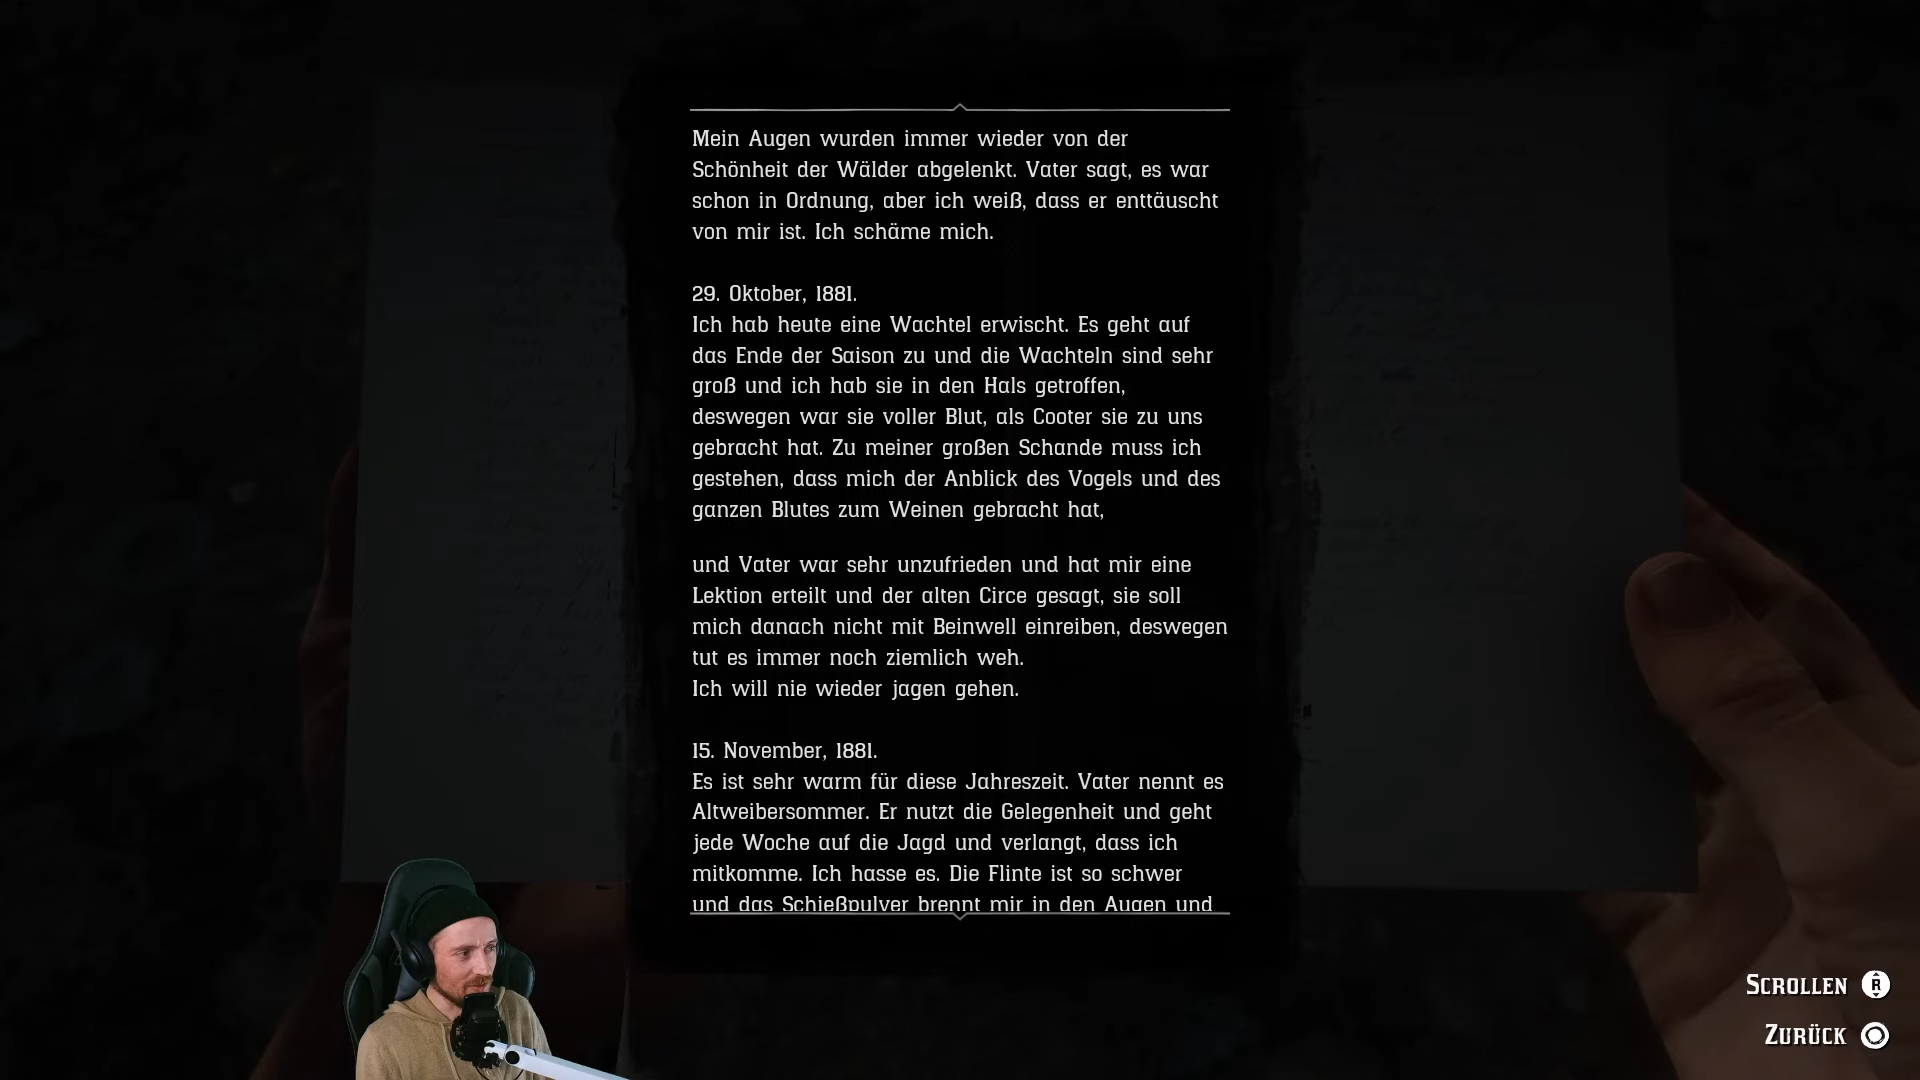 Mein Augen wurden immer wieder von der
Schönheit der Wälder abgelenkt. Vater sagt, es war
schon in Ordnung, aber ich weiß, dass er enttäuscht
von mir ist. Ich schäme mich.
29. Oktober, 1881.
Ich hab heute eine Wachtel erwischt. Es geht auf
das Ende der Saison zu und die Wachteln sind sehr
groß und ich hab sie in den Hals getroffen,
deswegen war sie voller Blut, als Cooter sie zu uns
gebracht hat. Zu meiner großen Schande muss ich
gestehen, dass mich der Anblick des Vogels und des
ganzen Blutes zum Weinen gebracht hat,
und Vater war sehr unzufrieden und hat mir eine
Lektion erteilt und der alten Circe gesagt, sie soll
mich danach nicht mit Beinwell einreiben, deswegen
tut es immer noch ziemlich weh.
Ich will nie wieder jagen gehen.
15. November, 1881.
Es ist sehr warm für diese Jahreszeit. Vater nennt es
Altweibersommer. Er nutzt die Gelegenheit und geht
jede Woche auf die Jagd und verlangt, dass ich
mitkomme. Ich hasse es. Die Flinte ist so schwer
und das Schießpulver brennt mir in den Augen und
Scrollen R
Zurück